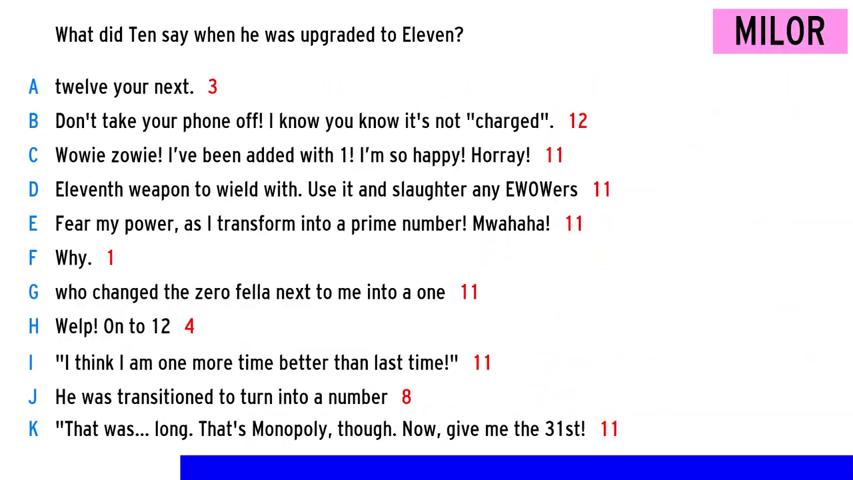 What did Ten say when he was upgraded to Eleven?
MILOR
A twelve your next. 3
B Don't take your phone off! I know you know it's not "charged". 12
C Wowie zowie! I've been added with 1! I'm so happy! Horray! 11
D Eleventh weapon to wield with. Use it and slaughter any EWOWers 11
E Fear my power, as I transform into a prime number! Mwahaha! 11
F Why. 1
G who changed the zero fella next to me into a one 11
H Welp! On to 12 4
I "I think I am one more time better than last time!" 11
J He was transitioned to turn into a number 8
K "That was... long. That's Monopoly, though. Now, give me the 31st! 11